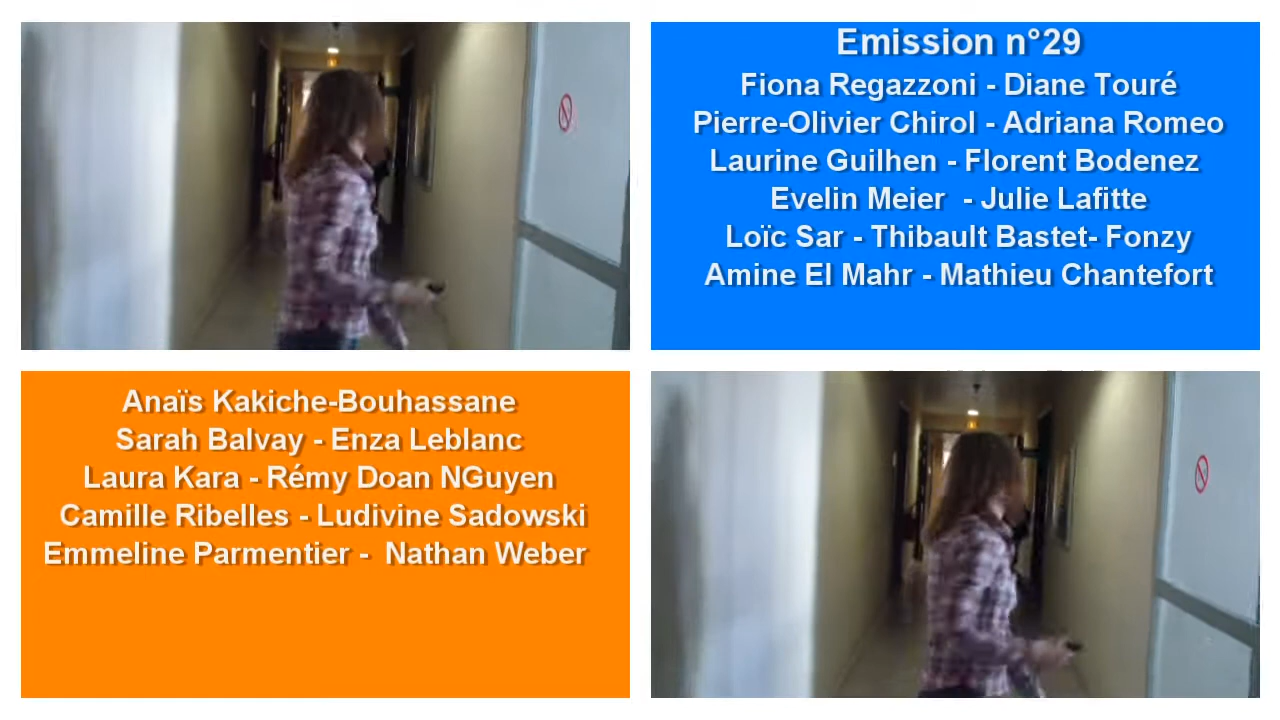 Emission n°29
Fiona Regazzoni - Diane Touré
Pierre-Olivier Chirol - Adriana Romeo
Laurine Guilhen - Florent Bodenez
Evelin Meier - Julie Lafitte
Loïc Sar - Thibault Bastet- Fonzy
Amine El Mahr - Mathieu Chantefort
Anaïs Kakiche-Bouhassane
Sarah Balvay - Enza Leblanc
Laura Kara - Rémy Doan NGuyen
Camille Ribelles - Ludivine Sadowski
Emmeline Parmentier - Nathan Weber